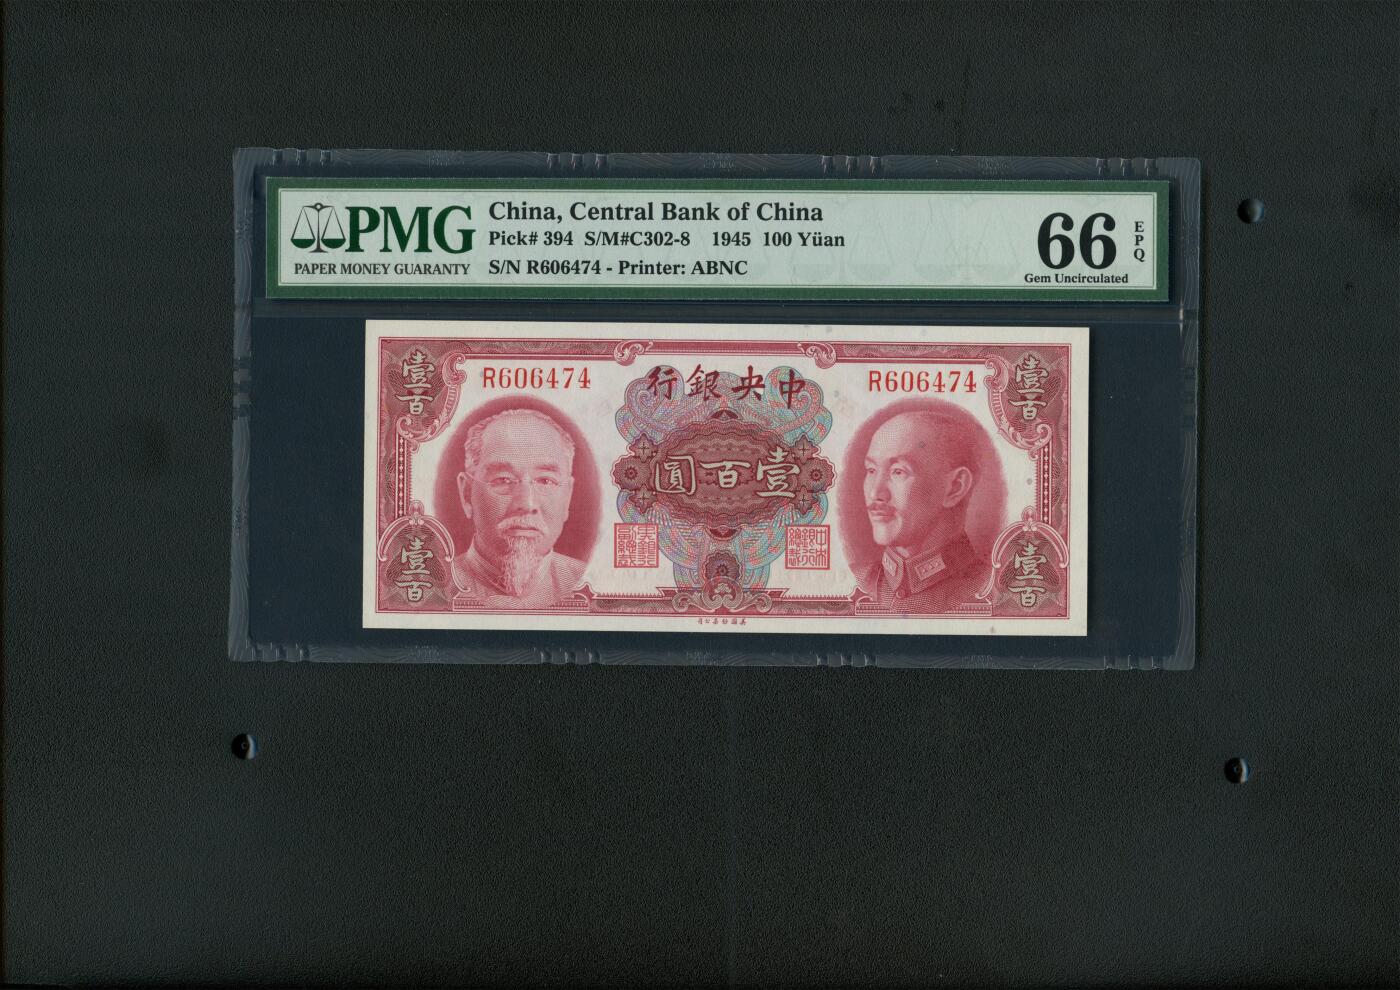 PMG
PAPER MONEY GUARANTY
China, Central Bank of China
Pick# 394 S/M#C302-8 1945 100 Yüan
S/N R606474 - Printer: ABNC
66
EPQ
Gem Uncirculated
壹百
R606474
行銀央中
R606474
壹百
圓百壹
壹百
壹百